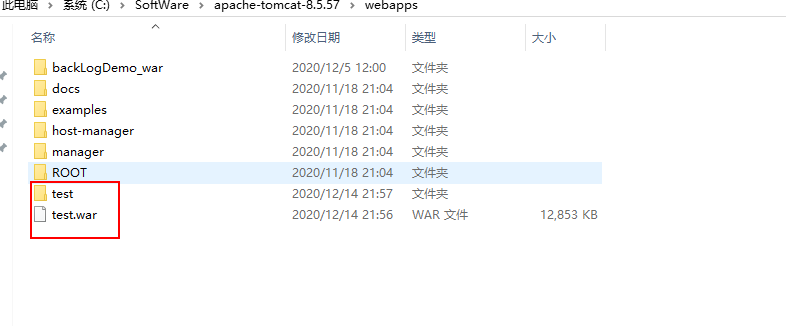 此电脑 › 系统 (C:) › SoftWare › apache-tomcat-8.5.57 › webapps
名称 修改日期 类型 大小
backLogDemo_war 2020/12/5 12:00 文件夹
docs 2020/11/18 21:04 文件夹
examples 2020/11/18 21:04 文件夹
host-manager 2020/11/18 21:04 文件夹
manager 2020/11/18 21:04 文件夹
ROOT 2020/11/18 21:04 文件夹
test 2020/12/14 21:57 文件夹
test.war 2020/12/14 21:56 WAR 文件 12,853 KB